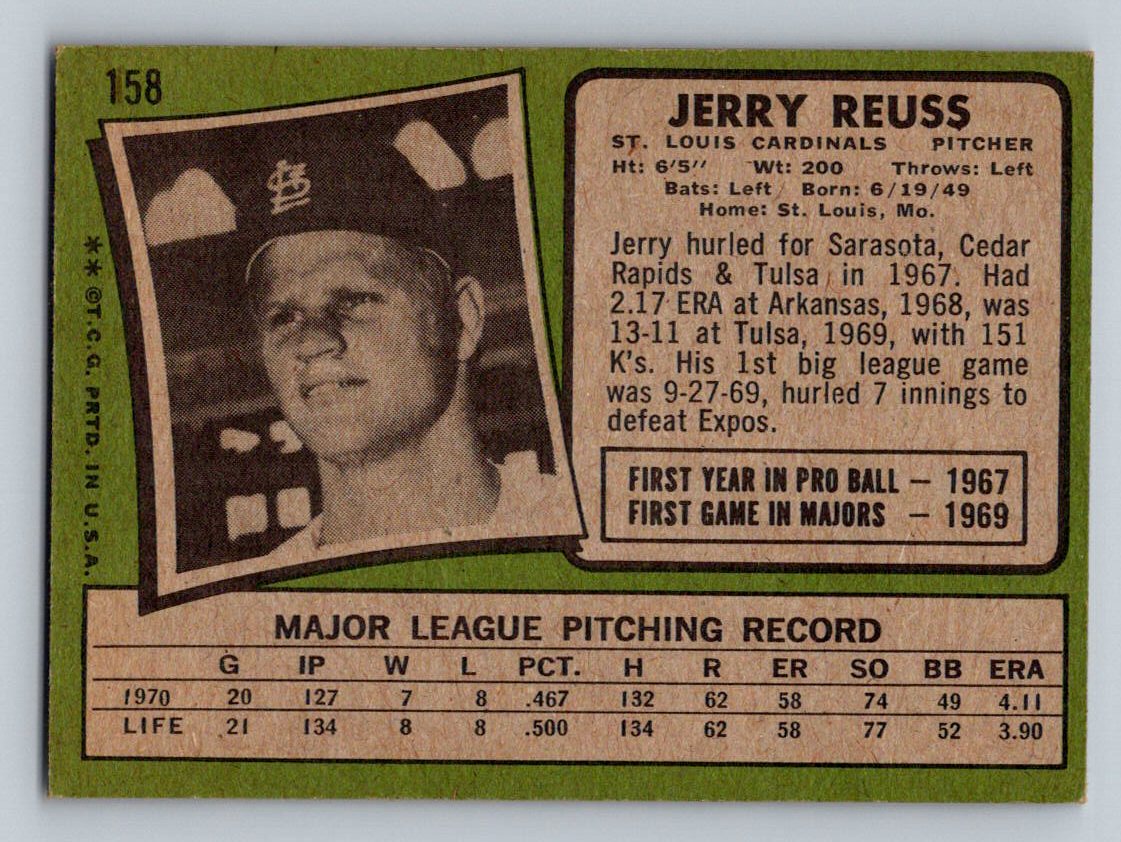 158
JERRY REUSS
ST. LOUIS CARDINALS PITCHER
Ht: 6'5" Wt: 200 Throws: Left
Bats: Left Born: 6/19/49
Home: St. Louis, Mo.
Jerry hurled for Sarasota, Cedar
Rapids & Tulsa in 1967. Had
2.17 ERA at Arkansas, 1968, was
13-11 at Tulsa, 1969, with 151
K's. His 1st big league game
was 9-27-69, hurled 7 innings to
defeat Expos.
FIRST YEAR IN PRO BALL — 1967
FIRST GAME IN MAJORS — 1969
STL
**©T.C.G. PRTD. IN U.S.A.
MAJOR LEAGUE PITCHING RECORD
G IP W L PCT. H R ER SO BB ERA
1970 20 127 7 8 .467 132 62 58 74 49 4.11
LIFE 21 134 8 8 .500 134 62 58 77 52 3.90